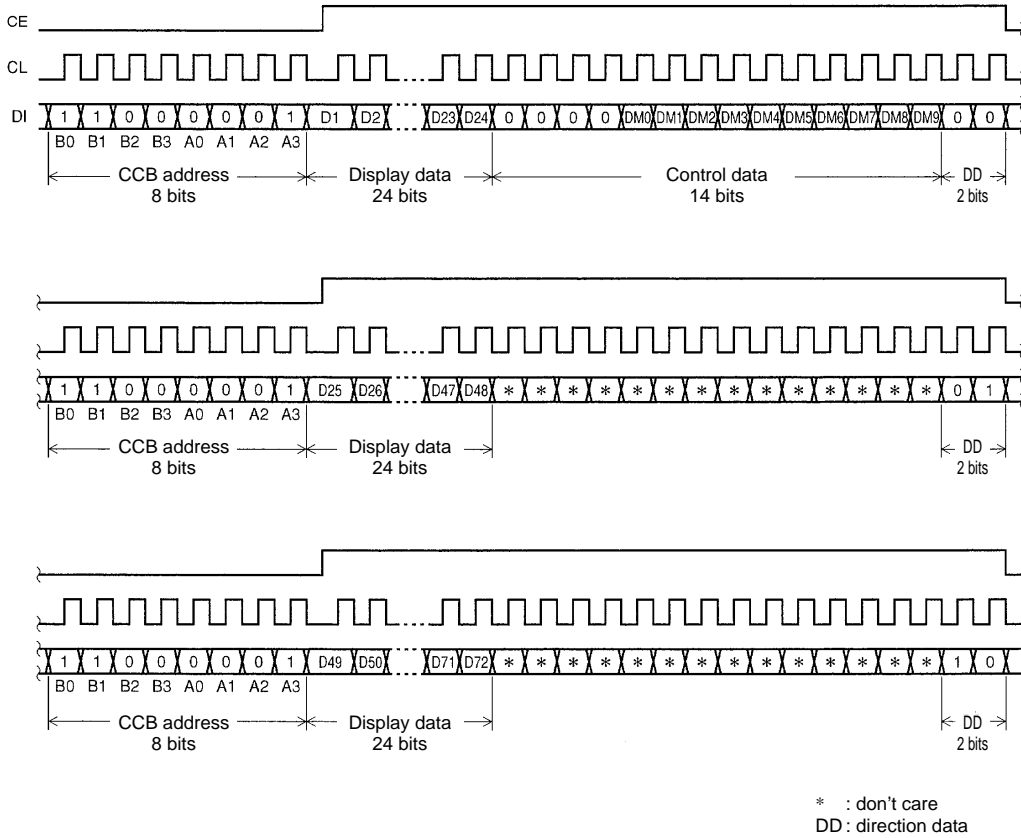 CE
CL
DI 1 1 0 0 0 0 0 1 D1 D2 D23 D24 0 0 0 0 DM0 DM1 DM2 DM3 DM4 DM5 DM6 DM7 DM8 DM9 0 0
B0 B1 B2 B3 A0 A1 A2 A3
CCB address Display data Control data DD
8 bits 24 bits 14 bits 2 bits
1 1 0 0 0 0 0 1 D25 D26 D47 D48 * * * * * * * * * * * * * * 0 1
B0 B1 B2 B3 A0 A1 A2 A3
CCB address Display data DD
8 bits 24 bits 2 bits
1 1 0 0 0 0 0 1 D49 D50 D71 D72 * * * * * * * * * * * * * * 1 0
B0 B1 B2 B3 A0 A1 A2 A3
CCB address Display data DD
8 bits 24 bits 2 bits
* : don't care
DD : direction data